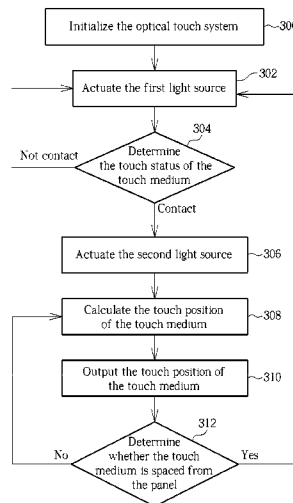 Initialize the optical touch system
300
302
Actuate the first light source
304
Determine
Not contact
the touch status of the
touch medium
Contact
Actuate the second light source
306
Calculate the touch position
of the touch medium
308
Output the touch position of
the touch medium
310
312
Determine
No
whether the touch
Yes
medium is spaced from
the panel